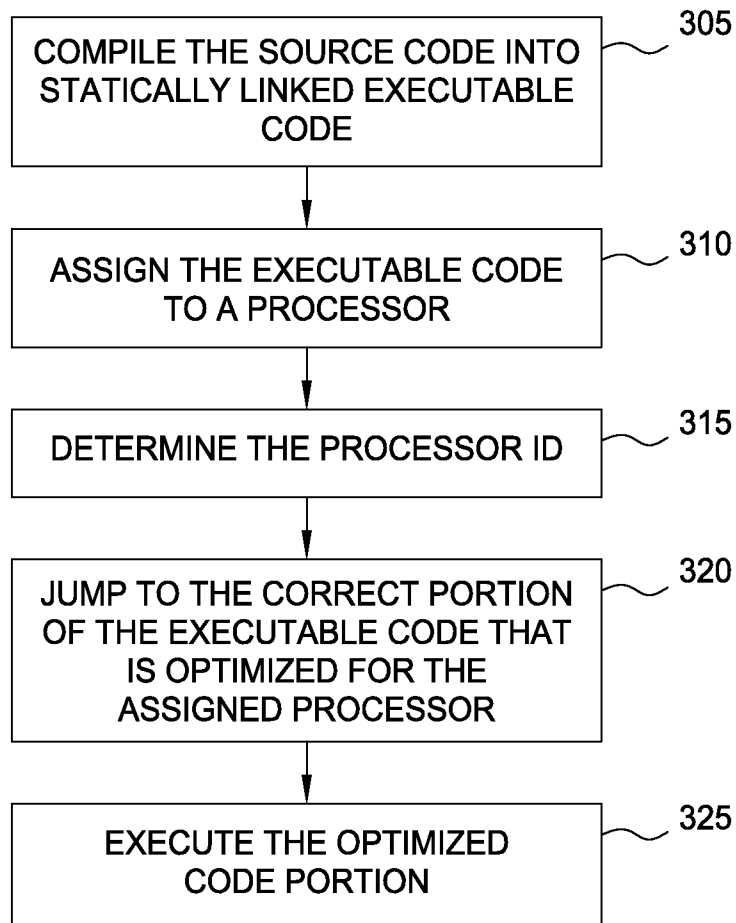 COMPILE THE SOURCE CODE INTO
STATICALLY LINKED EXECUTABLE
CODE
305
ASSIGN THE EXECUTABLE CODE
TO A PROCESSOR
310
DETERMINE THE PROCESSOR ID
315
JUMP TO THE CORRECT PORTION
OF THE EXECUTABLE CODE THAT
IS OPTIMIZED FOR THE
ASSIGNED PROCESSOR
320
EXECUTE THE OPTIMIZED
CODE PORTION
325